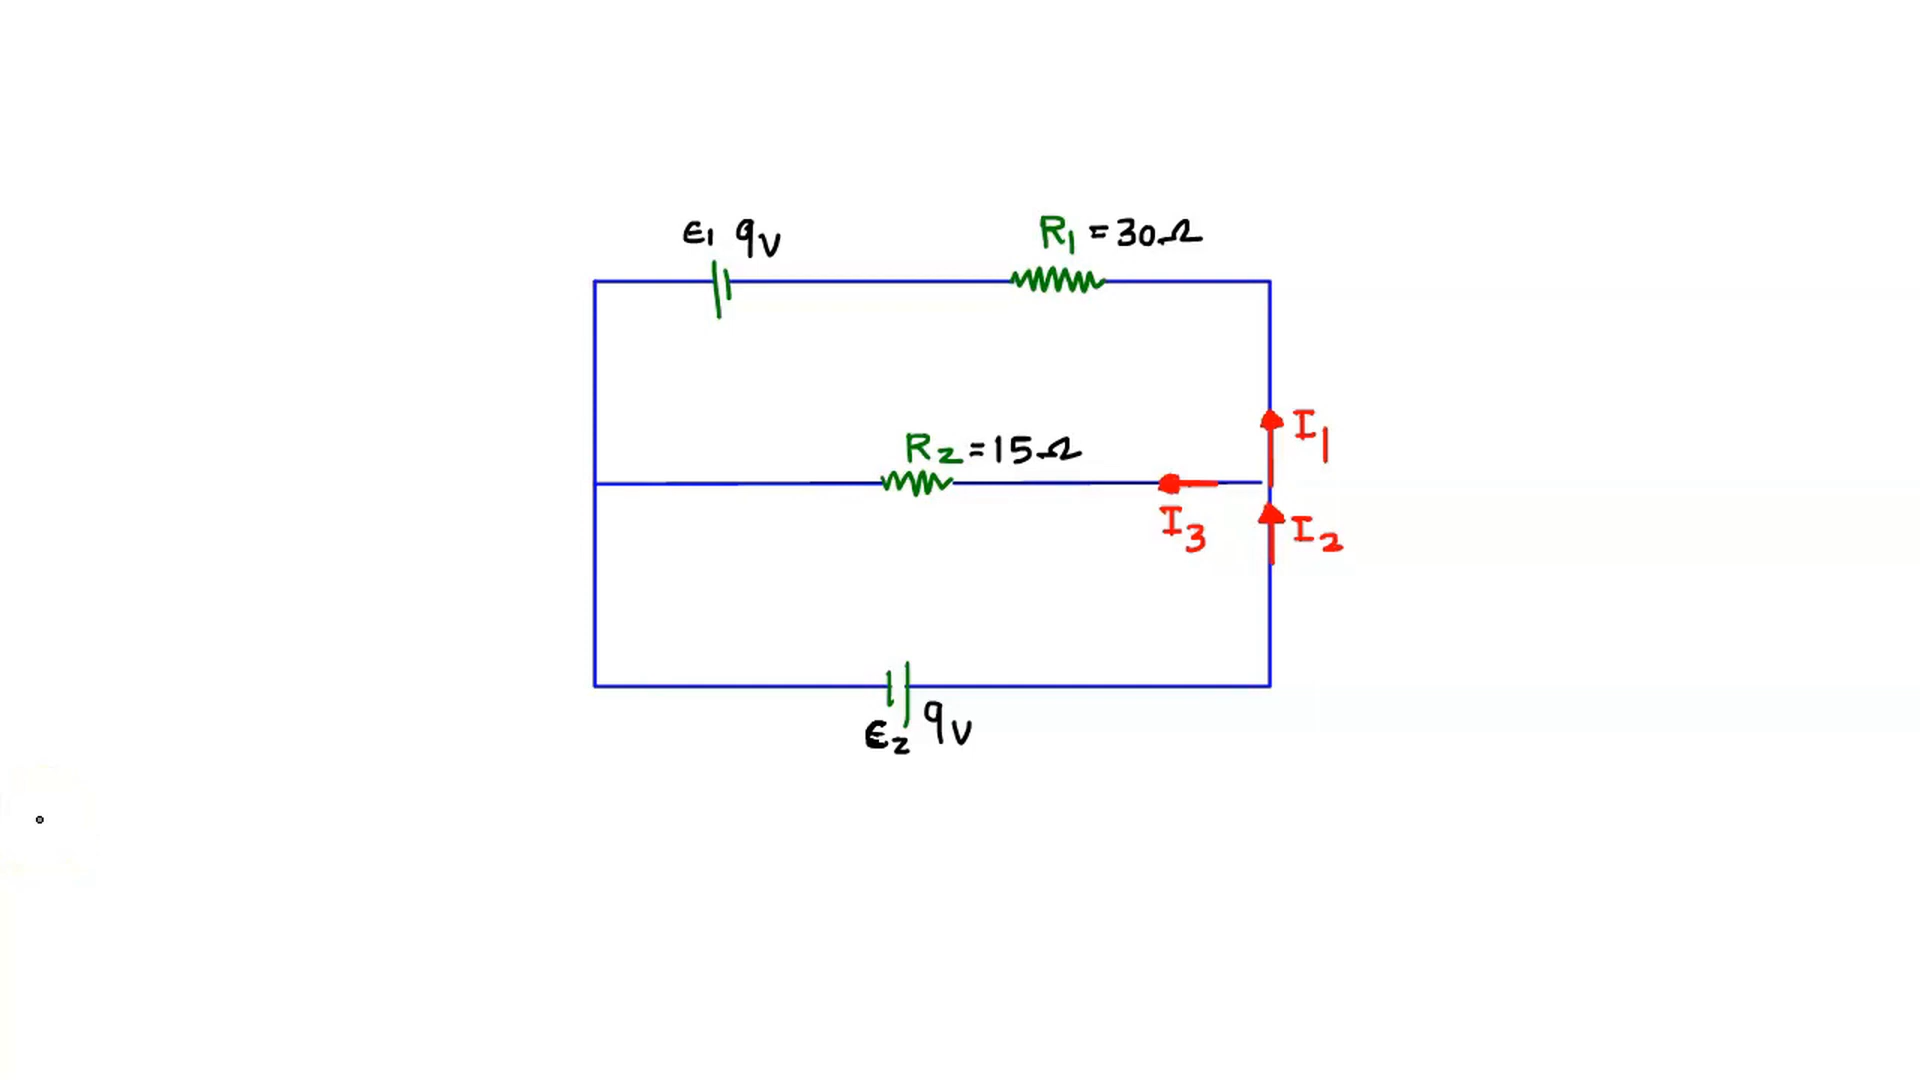 ε1 9V
R1 = 30Ω
I1
R2 = 15Ω
I3
I2
ε2 9V